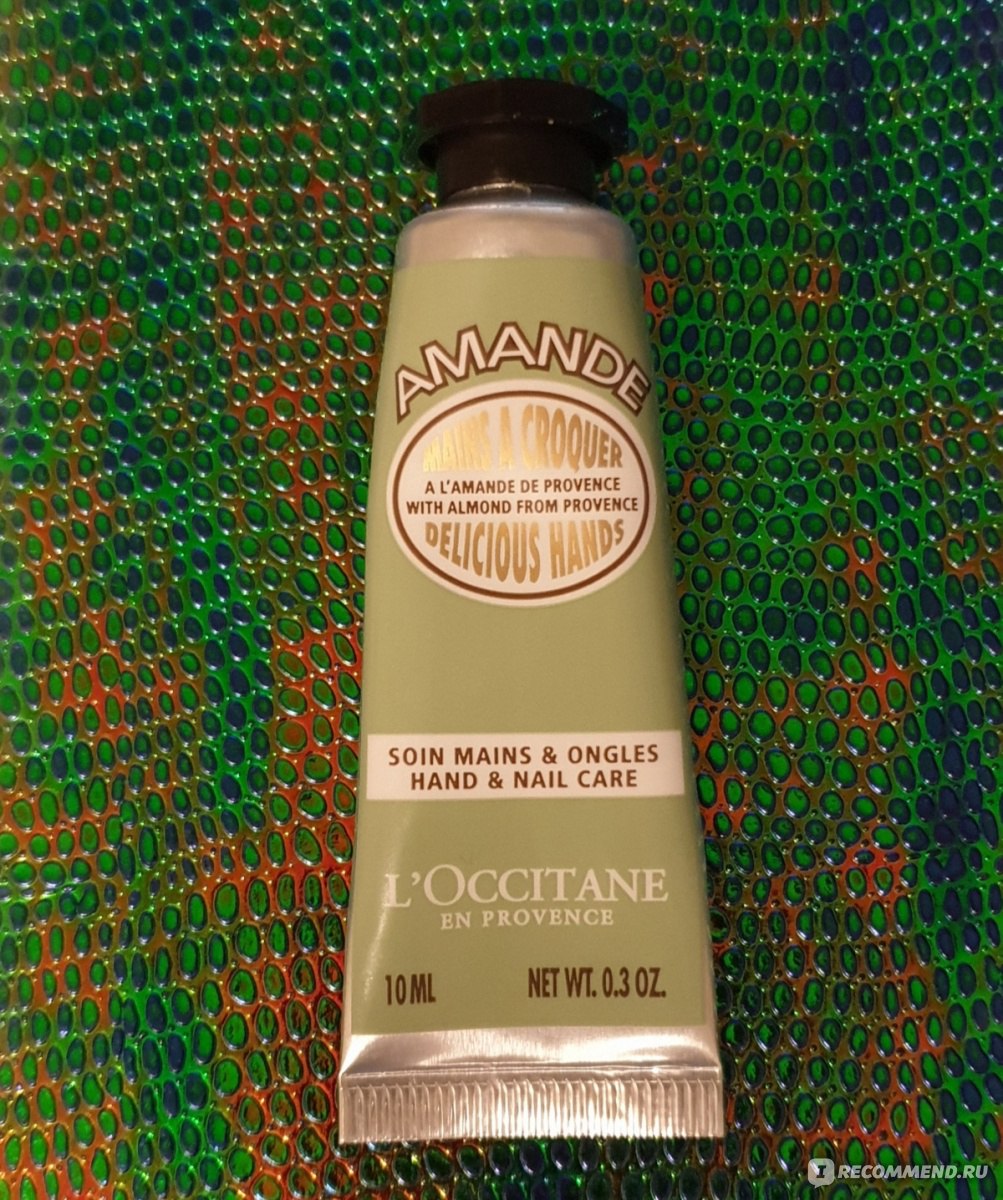 AMANDE
MAINS A CROQUER
A L'AMANDE DE PROVENCE
WITH ALMOND FROM PROVENCE
DELICIOUS HANDS
SOIN MAINS & ONGLES
HAND & NAIL CARE
L'OCCITANE
EN PROVENCE
10 ML NET WT. 0.3 OZ.
IRECOMMEND.RU